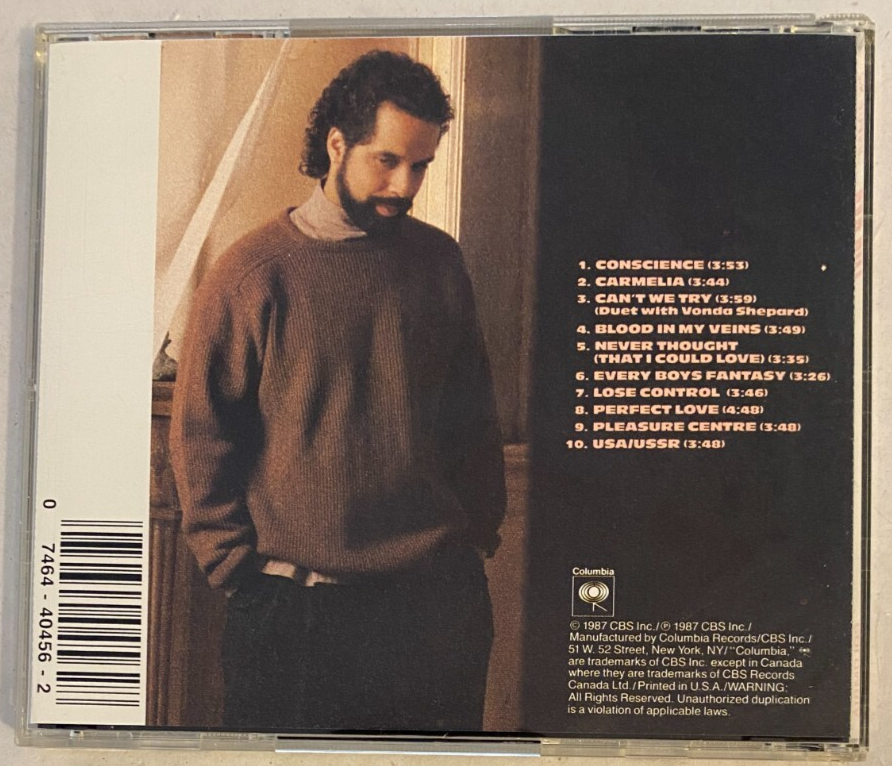 1. CONSCIENCE (3:53)
2. CARMELIA (3:44)
3. CAN'T WE TRY (3:59)
(Duet with Vonda Shepard)
4. BLOOD IN MY VEINS (3:49)
5. NEVER THOUGHT
(THAT I COULD LOVE) (3:35)
6. EVERY BOYS FANTASY (3:26)
7. LOSE CONTROL (3:46)
8. PERFECT LOVE (4:48)
9. PLEASURE CENTRE (3:48)
10. USA/USSR (3:48)
0 7464-40456-2
Columbia
© 1987 CBS Inc./℗ 1987 CBS Inc./
Manufactured by Columbia Records/CBS Inc./
51 W. 52 Street, New York, NY/"Columbia,"
are trademarks of CBS Inc. except in Canada
where they are trademarks of CBS Records
Canada Ltd./Printed in U.S.A./WARNING:
All Rights Reserved. Unauthorized duplication
is a violation of applicable laws.